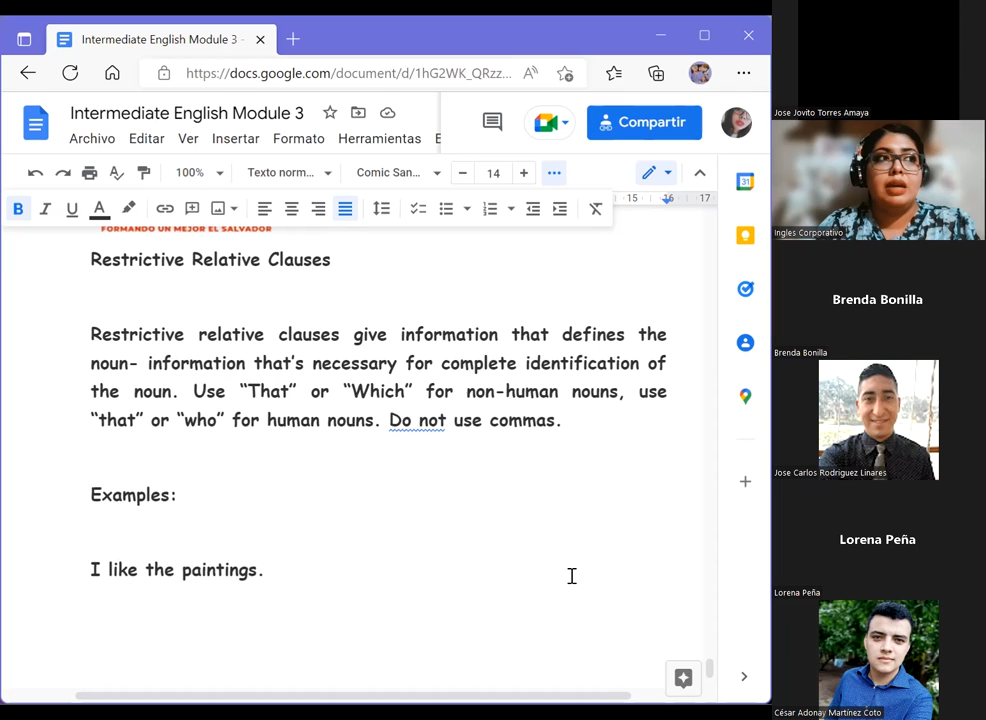 Intermediate English Module 3 -
https://docs.google.com/document/d/1hG2WK_QRzz...
Intermediate English Module 3
Compartir
Archivo Editar Ver Insertar Formato Herramientas E
100% Texto norm... Comic San... 14
15 16 17
FORMANDO UN MEJOR EL SALVADOR
Restrictive Relative Clauses
Restrictive relative clauses give information that defines the
noun- information that's necessary for complete identification of
the noun. Use “That” or “Which” for non-human nouns, use
“that” or “who” for human nouns. Do not use commas.
Examples:
I like the paintings.
Jose Jovito Torres Amaya
Ingles Corporativo
Brenda Bonilla
Brenda Bonilla
Jose Carlos Rodriguez Linares
Lorena Peña
Lorena Peña
César Adonay Martínez Coto